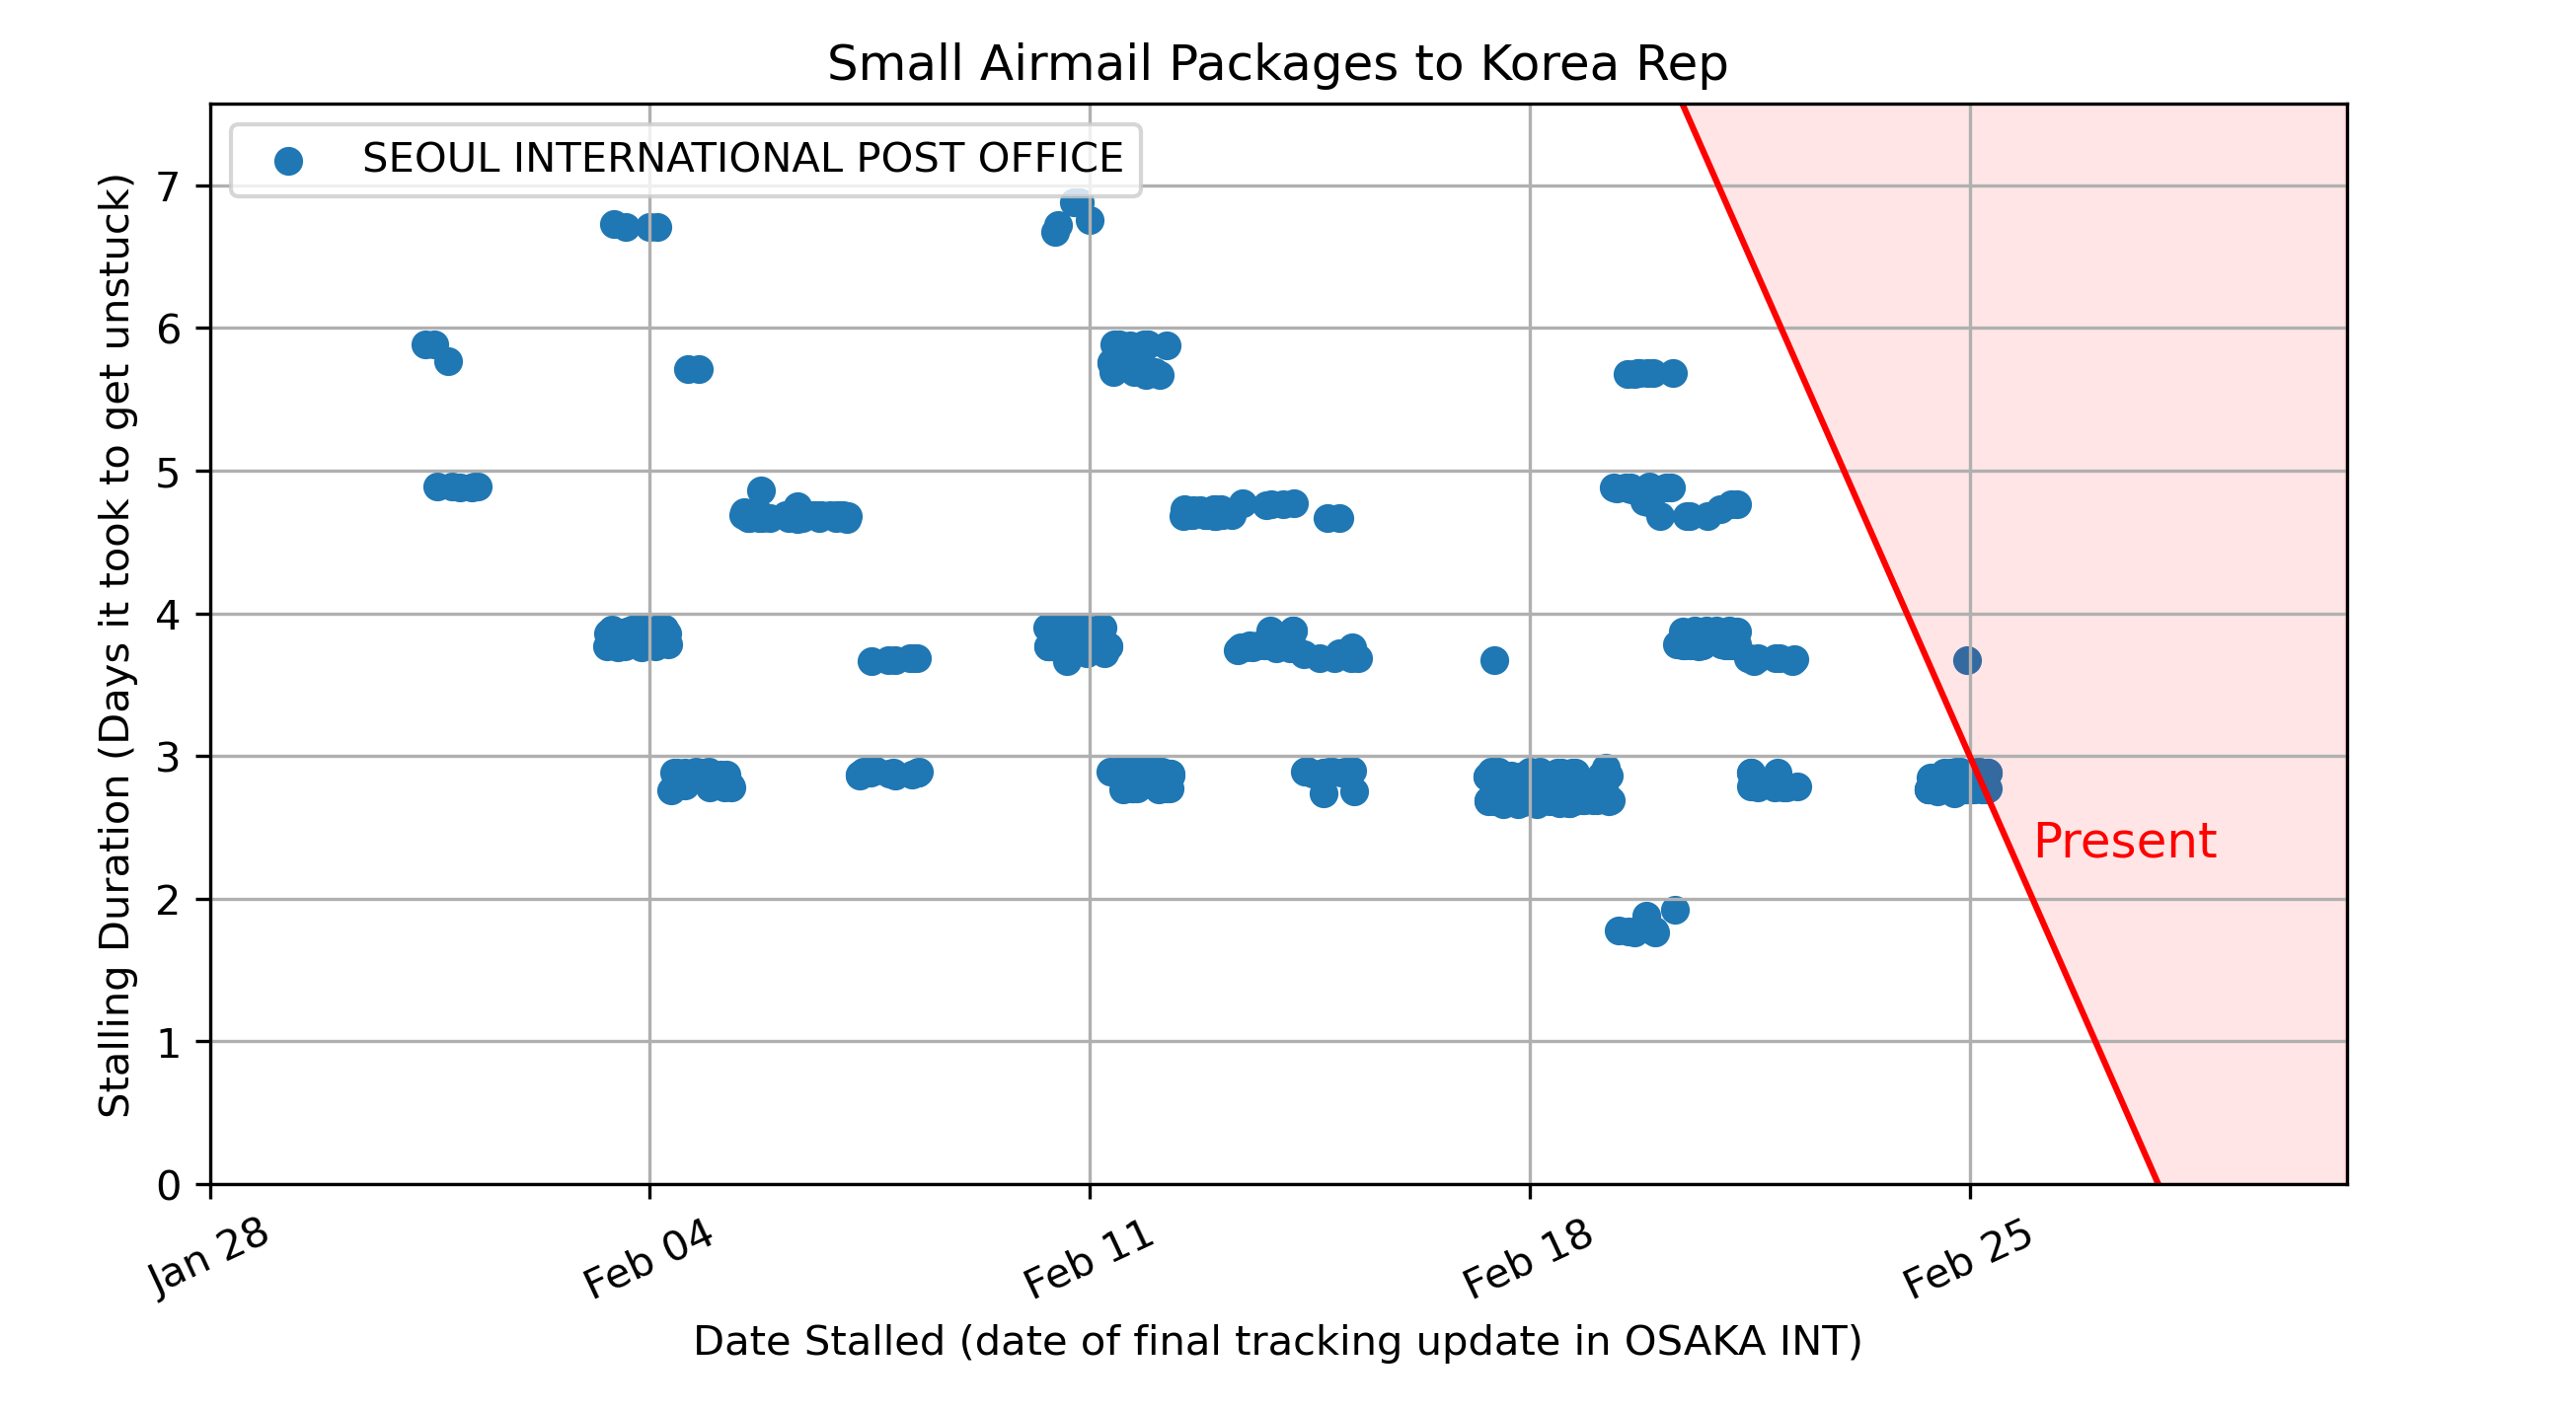 Small Airmail Packages to Korea Rep
SEOUL INTERNATIONAL POST OFFICE
Stalling Duration (Days it took to get unstuck)
7
6
5
4
3
2
1
0
Present
Jan 28
Feb 04
Feb 11
Feb 18
Feb 25
Date Stalled (date of final tracking update in OSAKA INT)